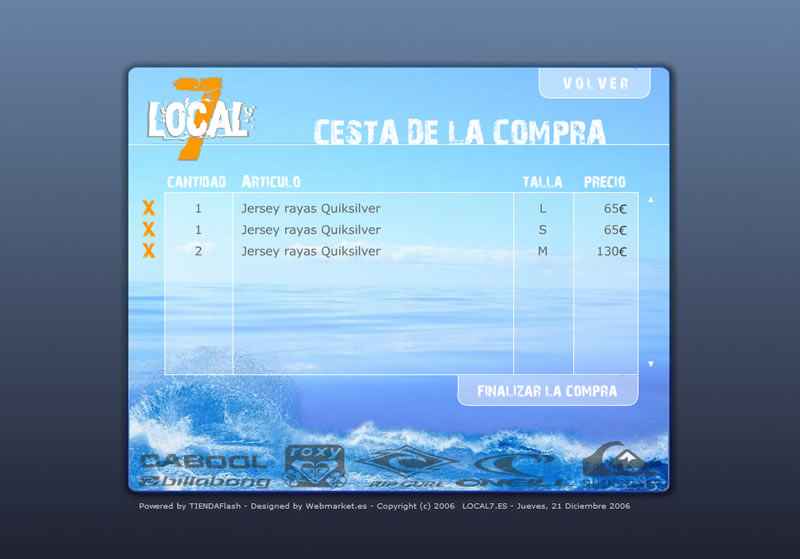 VOLVER
7
LOCAL
CESTA DE LA COMPRA
CANTIDAD ARTICULO TALLA PRECIO
X 1 Jersey rayas Quiksilver L 65€
X 1 Jersey rayas Quiksilver S 65€
X 2 Jersey rayas Quiksilver M 130€
FINALIZAR LA COMPRA
CABOOL
billabong
roxy
RIP CURL
ONEILL
QUIKSILVER
Powered by TIENDAFlash - Designed by Webmarket.es - Copyright (c) 2006 LOCAL7.ES - Jueves, 21 Diciembre 2006